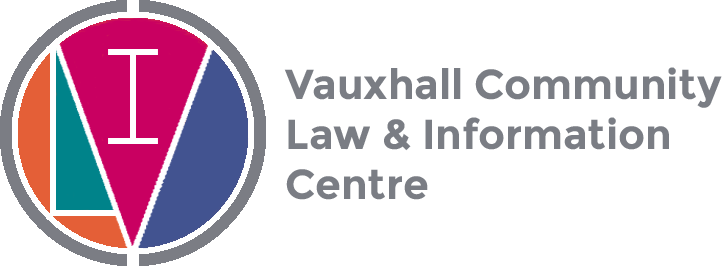 Vauxhall Community
Law & Information
Centre